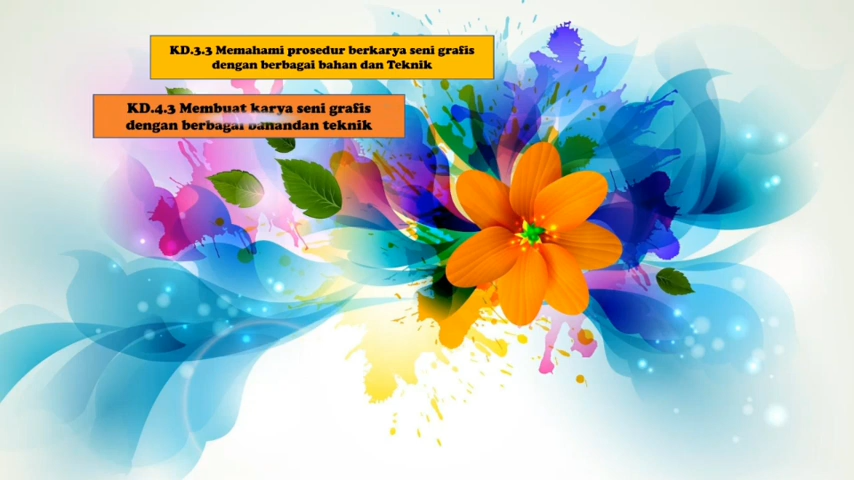 KD.3.3 Memahami prosedur berkarya seni grafis
dengan berbagai bahan dan Teknik
KD.4.3 Membuat karya seni grafis
dengan berbagai bahandan teknik